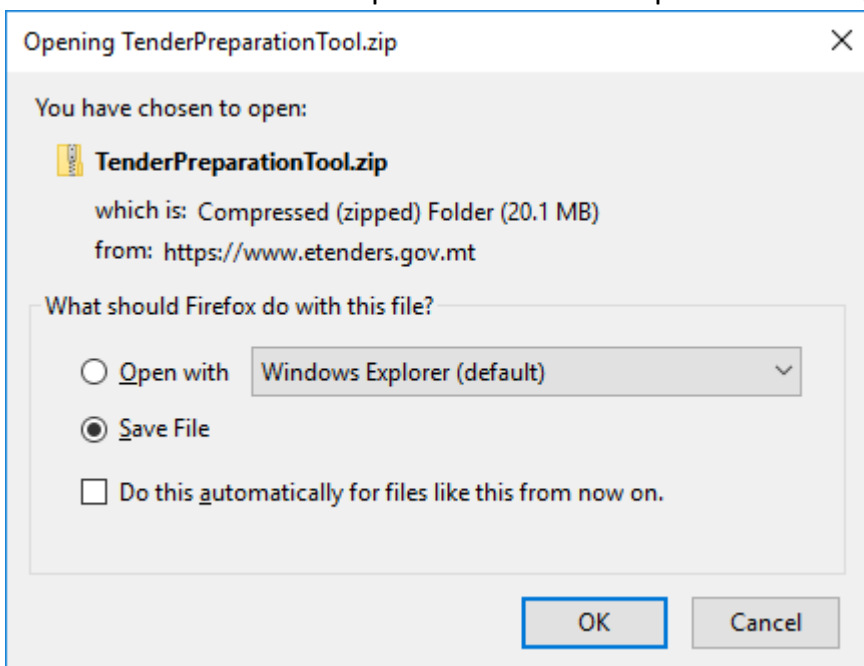 Opening TenderPreparationTool.zip
You have chosen to open:
TenderPreparationTool.zip
which is: Compressed (zipped) Folder (20.1 MB)
from: https://www.etenders.gov.mt
What should Firefox do with this file?
Open with Windows Explorer (default)
Save File
Do this automatically for files like this from now on.
OK Cancel